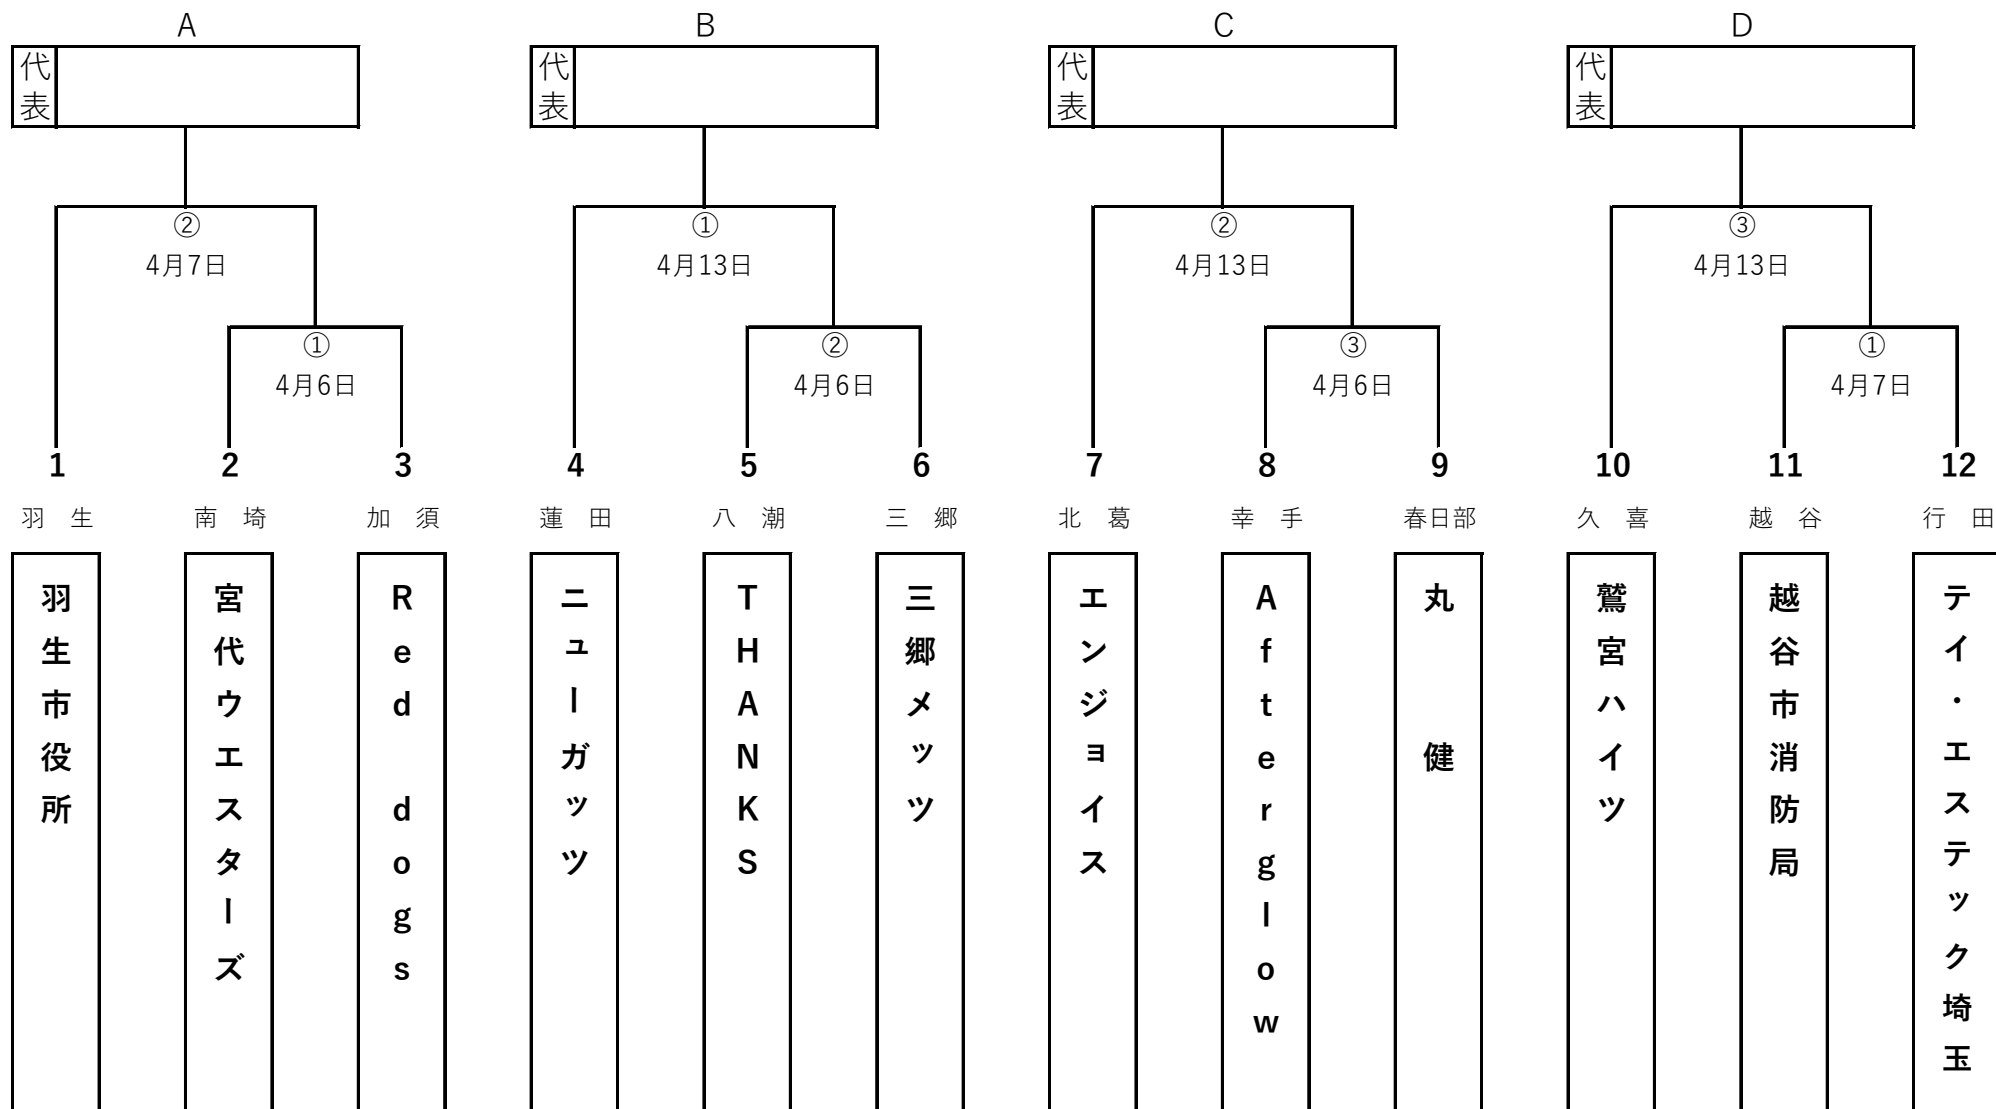 A
B
C
D
代表
代表
代表
代表
②
4月7日
①
4月13日
②
4月13日
③
4月13日
①
4月6日
②
4月6日
③
4月6日
①
4月7日
1
2
3
4
5
6
7
8
9
10
11
12
羽　生
南　埼
加　須
蓮　田
八　潮
三　郷
北　葛
幸　手
春日部
久　喜
越　谷
行　田
羽生市役所
宮代ウエスターズ
Red dogs
ニューガッツ
THANKS
三郷メッツ
エンジョイス
Afterglow
丸　健
鷲宮ハイツ
越谷市消防局
テイ・エステック埼玉